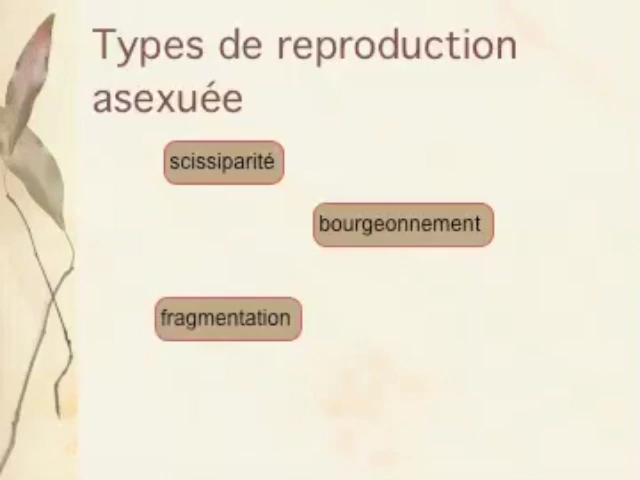 Types de reproduction
asexuée
scissiparité
bourgeonnement
fragmentation